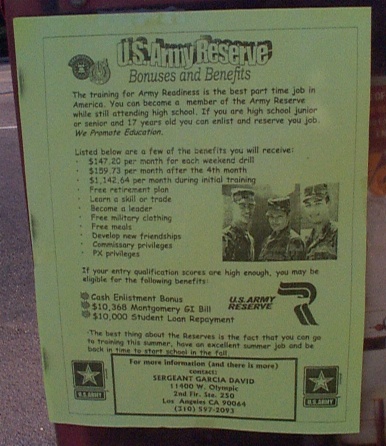 U.S. Army Reserve
Bonuses and Benefits
The training for Army Readiness is the best part time job in
America. You can become a member of the Army Reserve
while still attending high school. If you are high school junior
or senior and 17 years old you can enlist and reserve you job.
We Promote Education.
Listed below are a few of the benefits you will receive:
· $147.20 per month for each weekend drill
· $159.73 per month after the 4th month
· $1,142.64 per month during initial training
· Free retirement plan
· Learn a skill or trade
· Become a leader
· Free military clothing
· Free meals
· Develop new friendships
· Commissary privileges
· PX privileges
If your entry qualification scores are high enough, you may be
eligible for the following benefits:
Cash Enlistment Bonus
$10,368 Montgomery GI Bill
$10,000 Student Loan Repayment
U.S. ARMY
RESERVE
The best thing about the Reserves is the fact that you can go
to training this summer, have an excellent summer job and be
back in time to start school in the fall.
For more information (and there is more)
contact:
SERGEANT GARCIA DAVID
11400 W. Olympic
2nd Flr. Ste. 250
Los Angeles CA 90064
(210) 597-2093
U.S. ARMY
U.S. ARMY